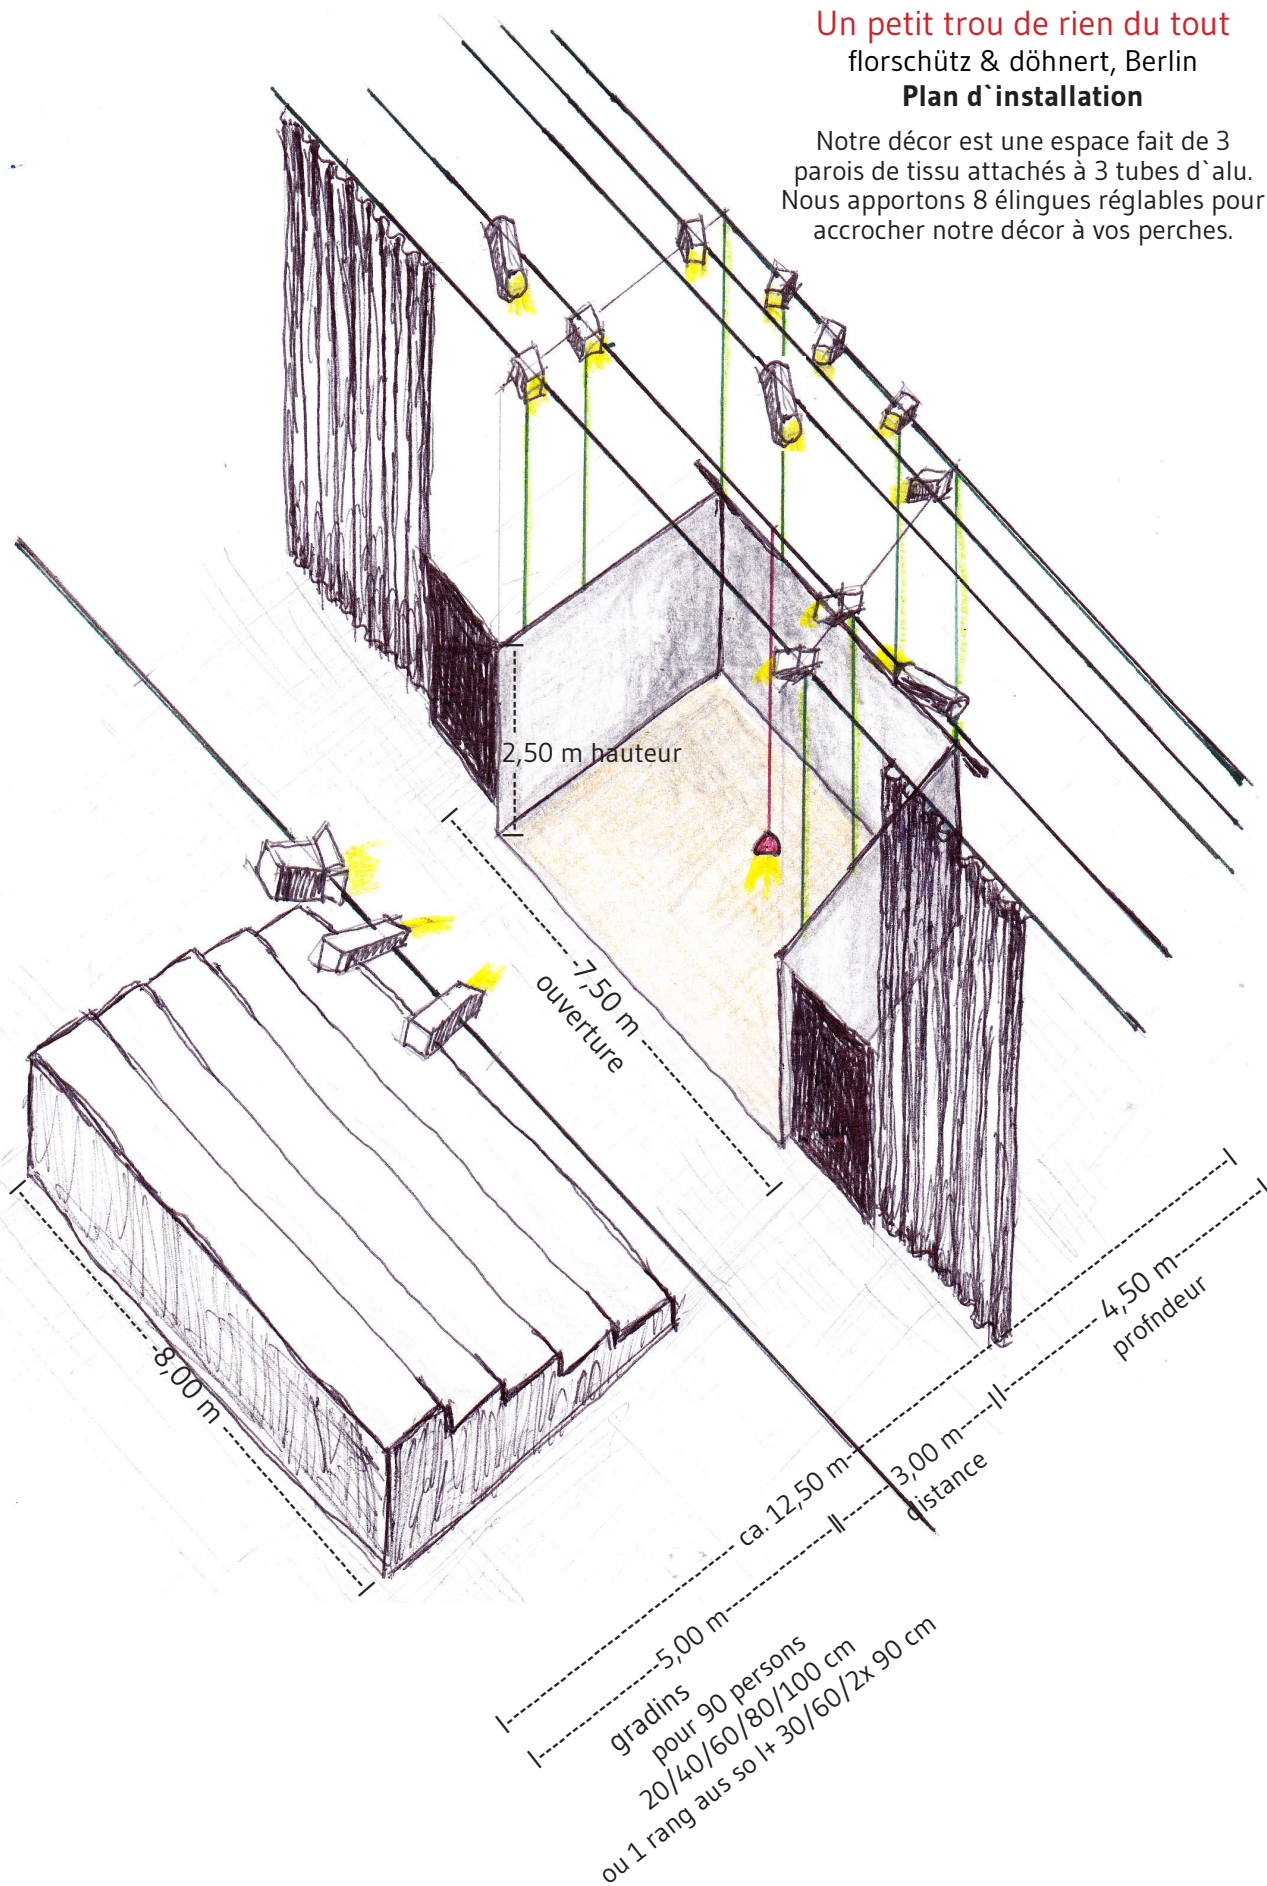 Un petit trou de rien du tout
florschütz & döhnert, Berlin
Plan d`installation
Notre décor est une espace fait de 3
parois de tissu attachés à 3 tubes d`alu.
Nous apportons 8 élingues réglables pour
accrocher notre décor à vos perches.
2,50 m hauteur
7,50 m
ouverture
8,00 m
4,50 m
profndeur
3,00 m
distance
ca. 12,50 m
5,00 m
gradins
pour 90 persons
20/40/60/80/100 cm
ou 1 rang aus so l+ 30/60/2x 90 cm